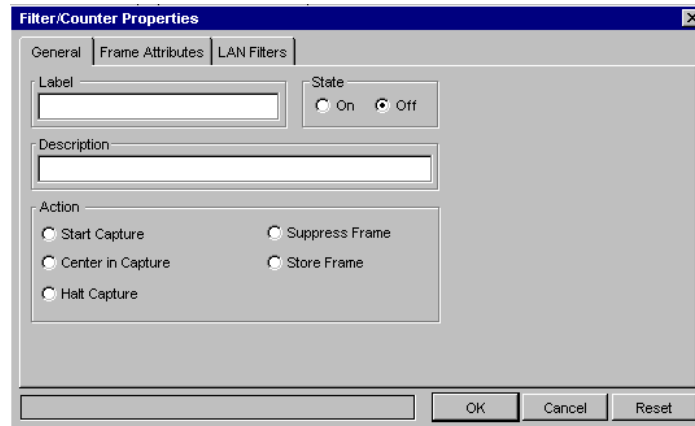 Filter/Counter Properties
General Frame Attributes LAN Filters
Label State
On Off
Description
Action
Start Capture Suppress Frame
Center in Capture Store Frame
Halt Capture
OK Cancel Reset